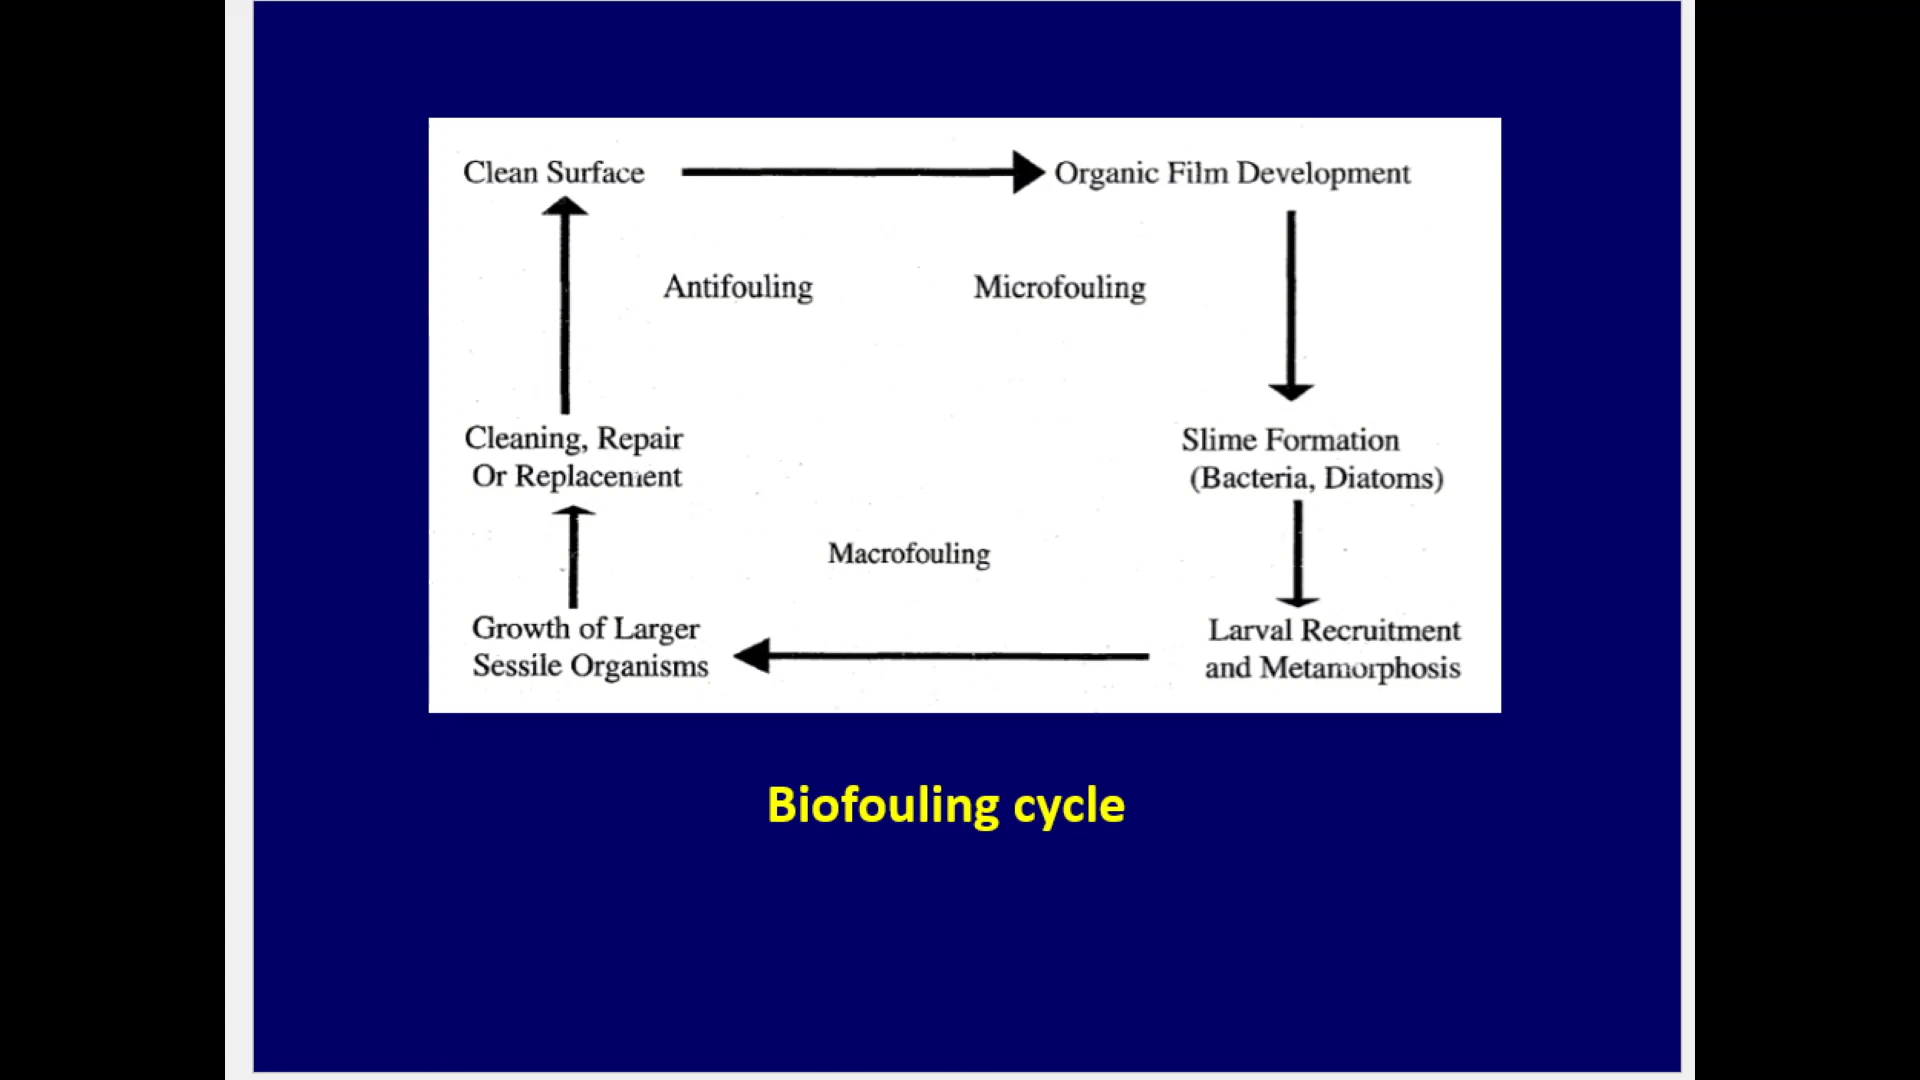 Clean Surface
Organic Film Development
Antifouling
Microfouling
Cleaning, Repair
Or Replacement
Slime Formation
(Bacteria, Diatoms)
Macrofouling
Growth of Larger
Sessile Organisms
Larval Recruitment
and Metamorphosis
Biofouling cycle